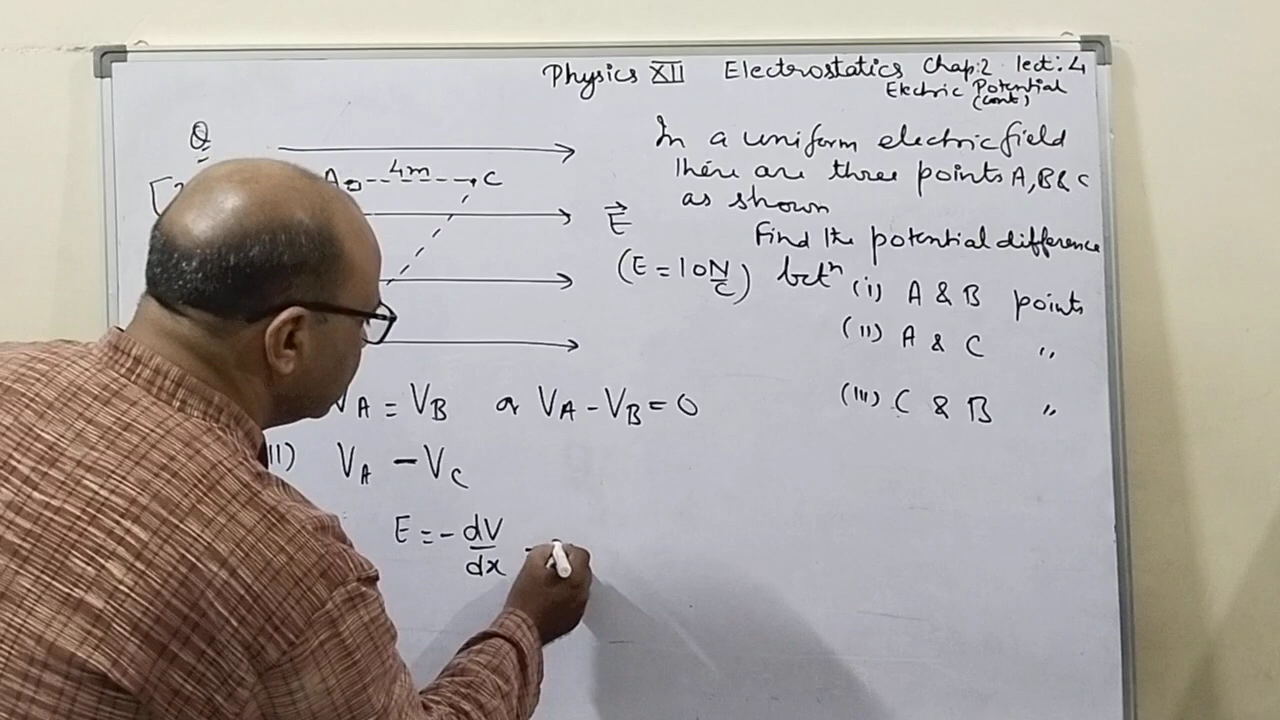 Physics XII Electrostatics Chap:2 lect:4
Electric Potential
(cont)
Q
In a uniform electric field
There are three points A, B & C
as shown
Find the potential difference
betⁿ (i) A & B points
(ii) A & C "
(iii) C & B "
A 4m C
E⃗
(E = 10 N/C)
VA = VB or VA - VB = 0
(ii) VA - VC
E = - dV/dx